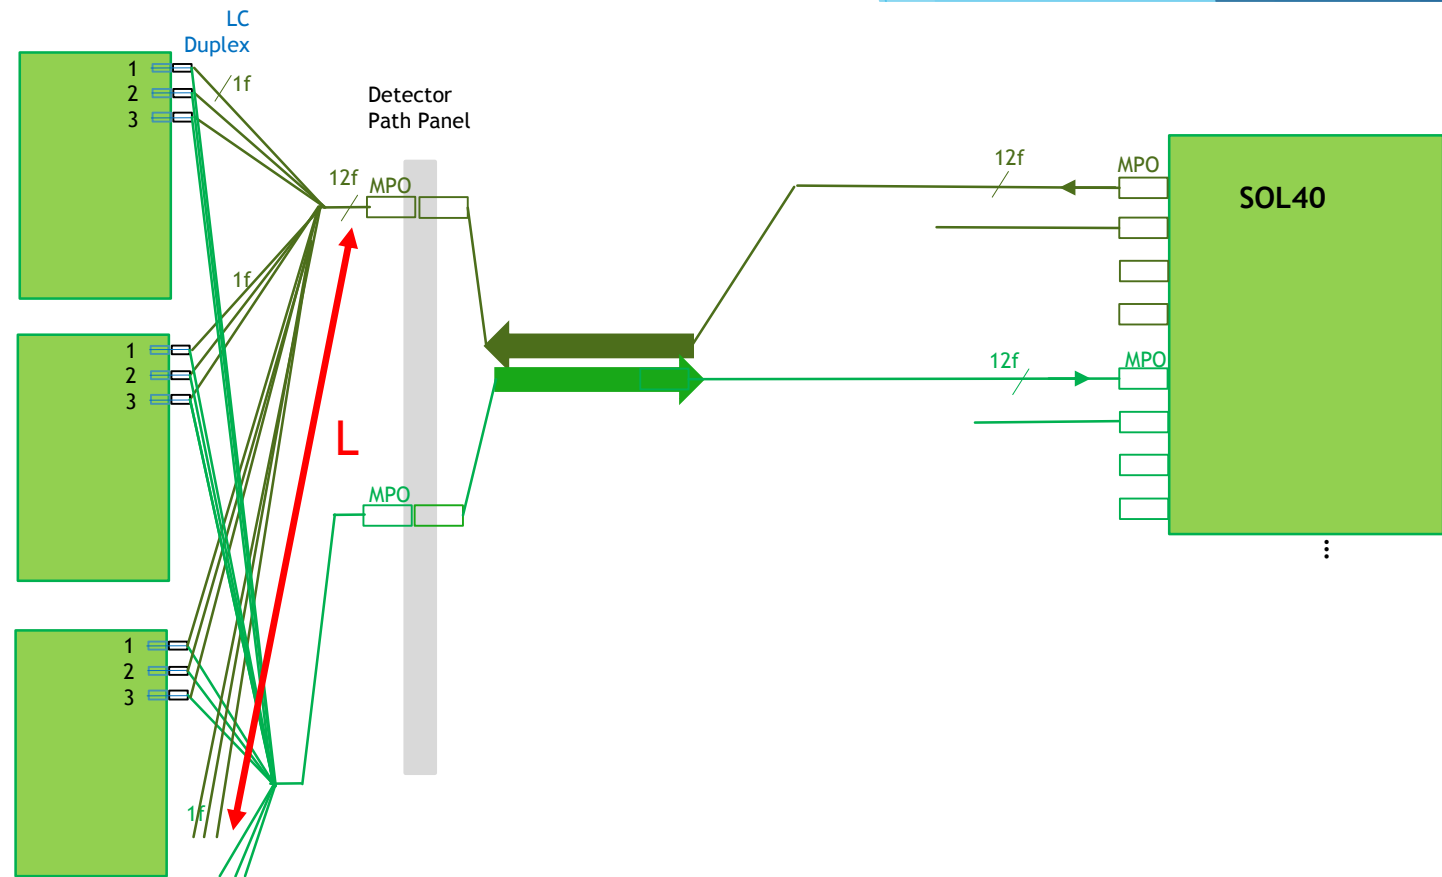 LC
Duplex
1
2
3
1f
Detector
Path Panel
12f
MPO
12f
MPO
SOL40
1f
1
2
3
12f
MPO
L
MPO
⋮
1
2
3
1f